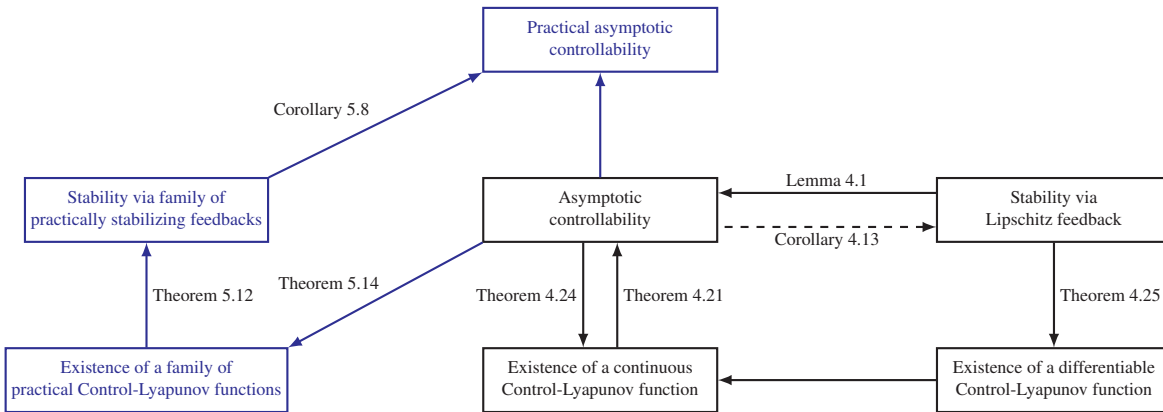 Practical asymptotic
controllability
Corollary 5.8
Stability via family of
practically stabilizing feedbacks
Asymptotic
controllability
Lemma 4.1
Corollary 4.13
Stability via
Lipschitz feedback
Theorem 5.12
Theorem 5.14
Theorem 4.24
Theorem 4.21
Theorem 4.25
Existence of a family of
practical Control-Lyapunov functions
Existence of a continuous
Control-Lyapunov function
Existence of a differentiable
Control-Lyapunov function